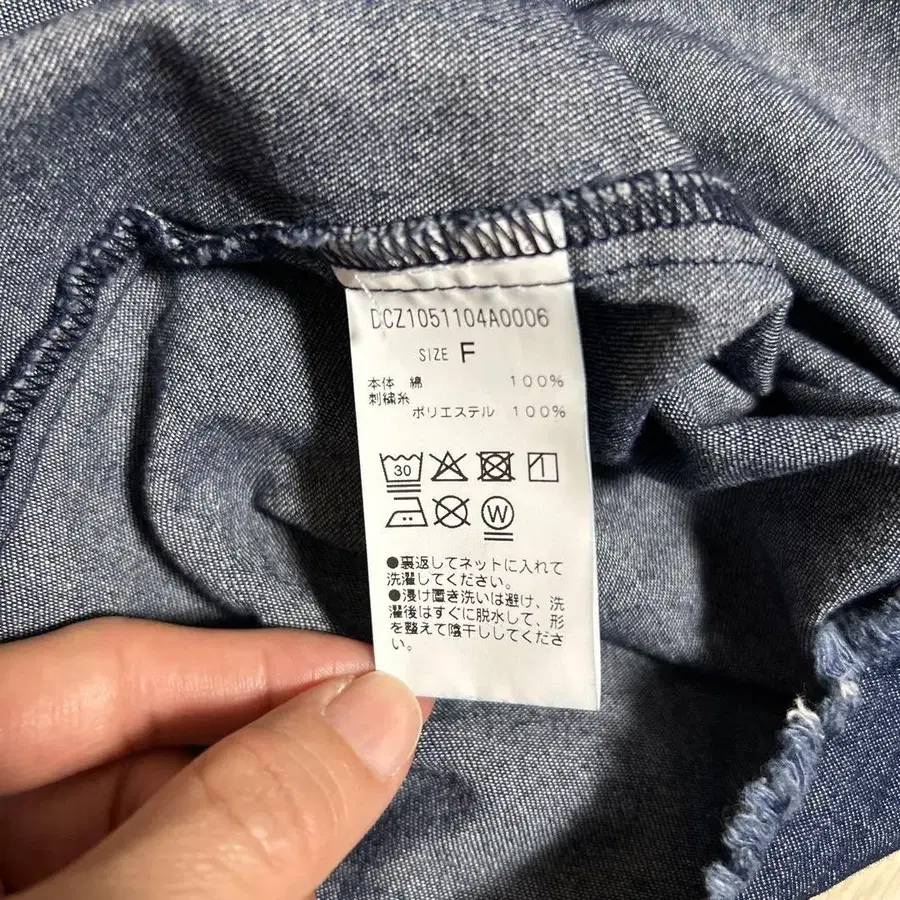 DCZ1051104A0006
SIZE F
本体 綿 100%
刺繍糸
ポリエステル 100%
30
W
●裏返してネットに入れて
洗濯してください。
●浸け置き洗いは避け、洗
濯後はすぐに脱水して、形
を整えて陰干ししてくださ
い。